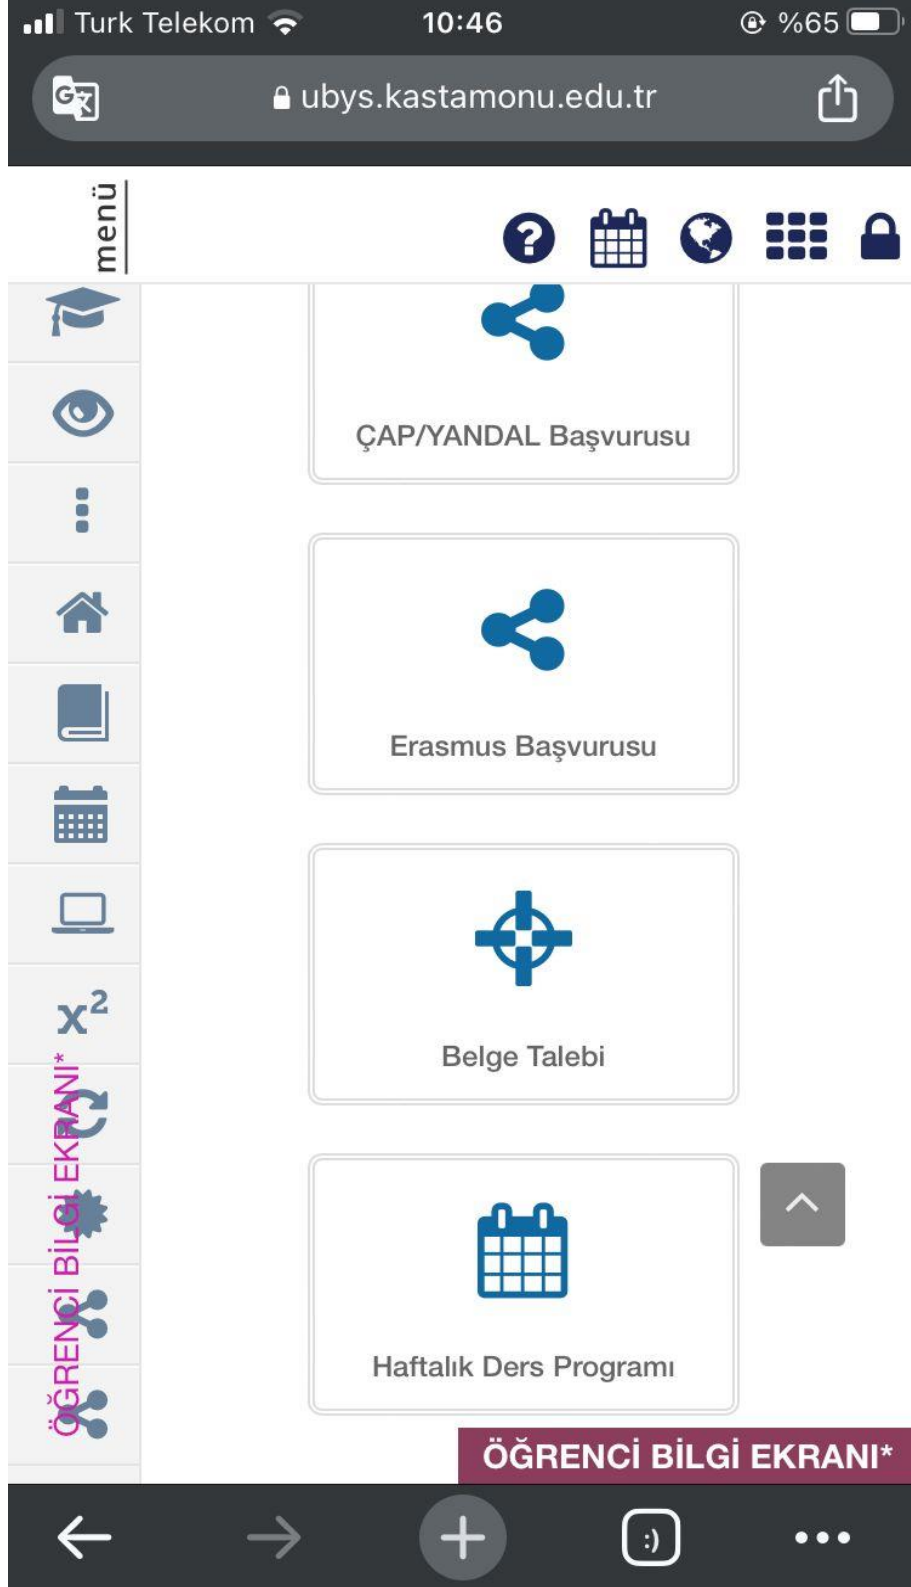 Turk Telekom
10:46
%65
ubys.kastamonu.edu.tr
menü
ÇAP/YANDAL Başvurusu
Erasmus Başvurusu
Belge Talebi
x²
ÖĞRENCİ BİLGİ EKRANI*
Haftalık Ders Programı
ÖĞRENCİ BİLGİ EKRANI*
:)